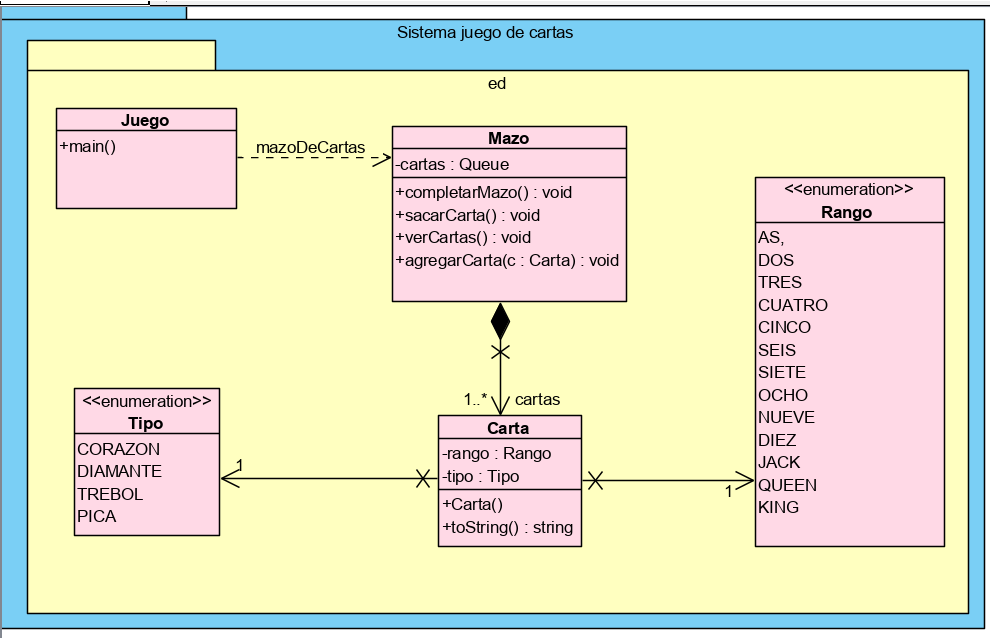 Sistema juego de cartas
ed
Juego
+main()
mazoDeCartas
Mazo
-cartas : Queue
+completarMazo() : void
+sacarCarta() : void
+verCartas() : void
+agregarCarta(c : Carta) : void
<<enumeration>>
Rango
AS,
DOS
TRES
CUATRO
CINCO
SEIS
SIETE
OCHO
NUEVE
DIEZ
JACK
QUEEN
KING
1..*
cartas
<<enumeration>>
Tipo
CORAZON
DIAMANTE
TREBOL
PICA
1
Carta
-rango : Rango
-tipo : Tipo
+Carta()
+toString() : string
1